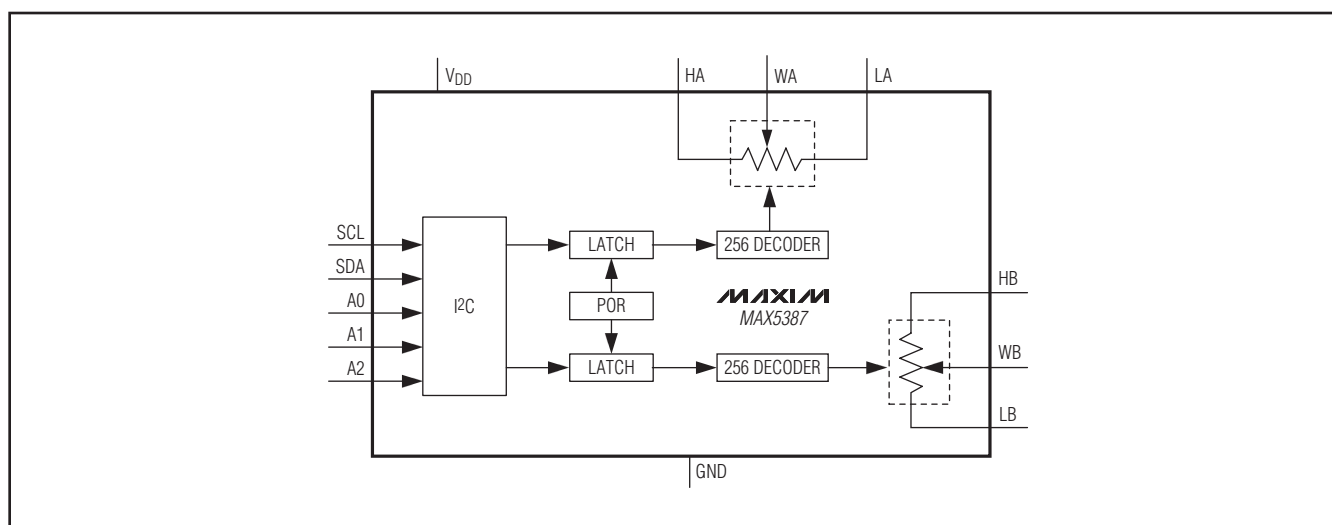 VDD
HA
WA
LA
SCL
SDA
A0
A1
A2
I2C
LATCH
256 DECODER
POR
MAXIM
MAX5387
LATCH
256 DECODER
HB
WB
LB
GND